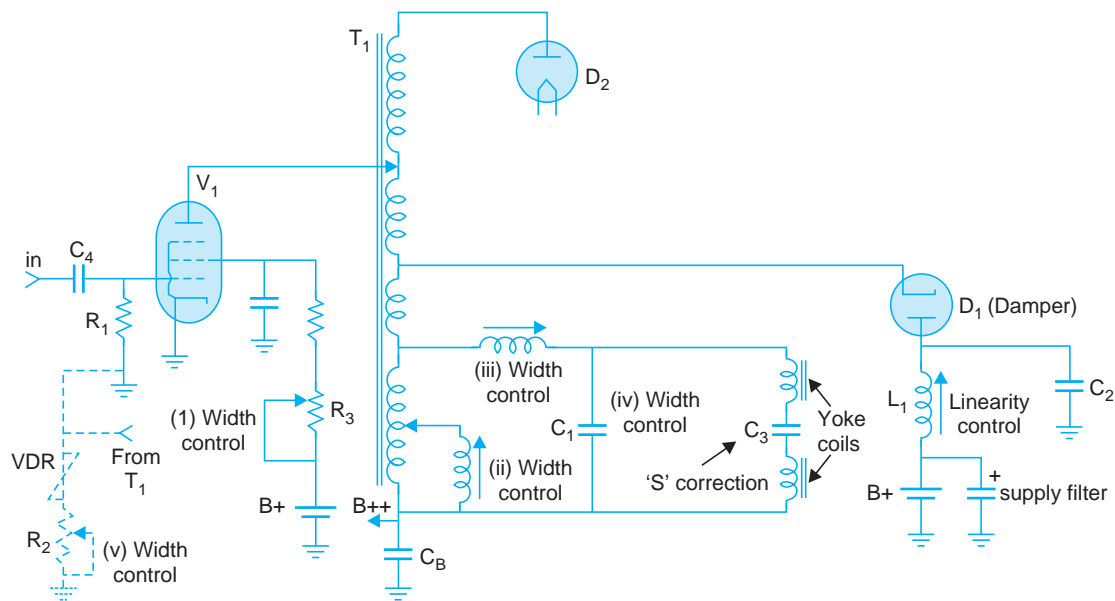 T1
D2
V1
in
C4
R1
D1 (Damper)
(iii) Width
control
(iv) Width
control
C1
C3
Yoke
coils
L1
Linearity
control
C2
(1) Width
control
R3
VDR
From
T1
(ii) Width
control
'S' correction
B+
B++
B+
+
supply filter
R2
(v) Width
control
CB